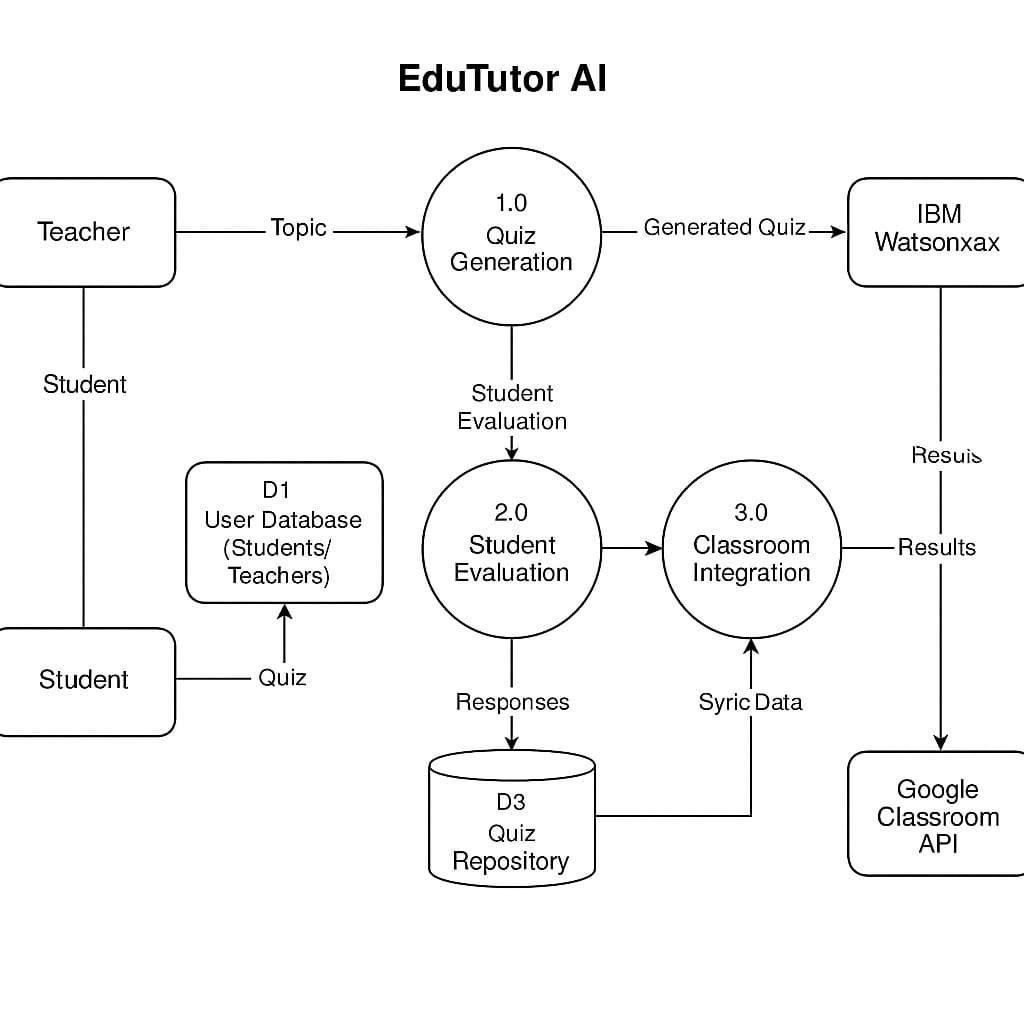 EduTutor AI
Teacher
Topic
1.0
Quiz
Generation
Generated Quiz
IBM
Watsonxax
Student
Student
Evaluation
Resuis
D1
User Database
(Students/
Teachers)
2.0
Student
Evaluation
3.0
Classroom
Integration
Results
Student
Quiz
Responses
Syric Data
D3
Quiz
Repository
Google
Classroom
API